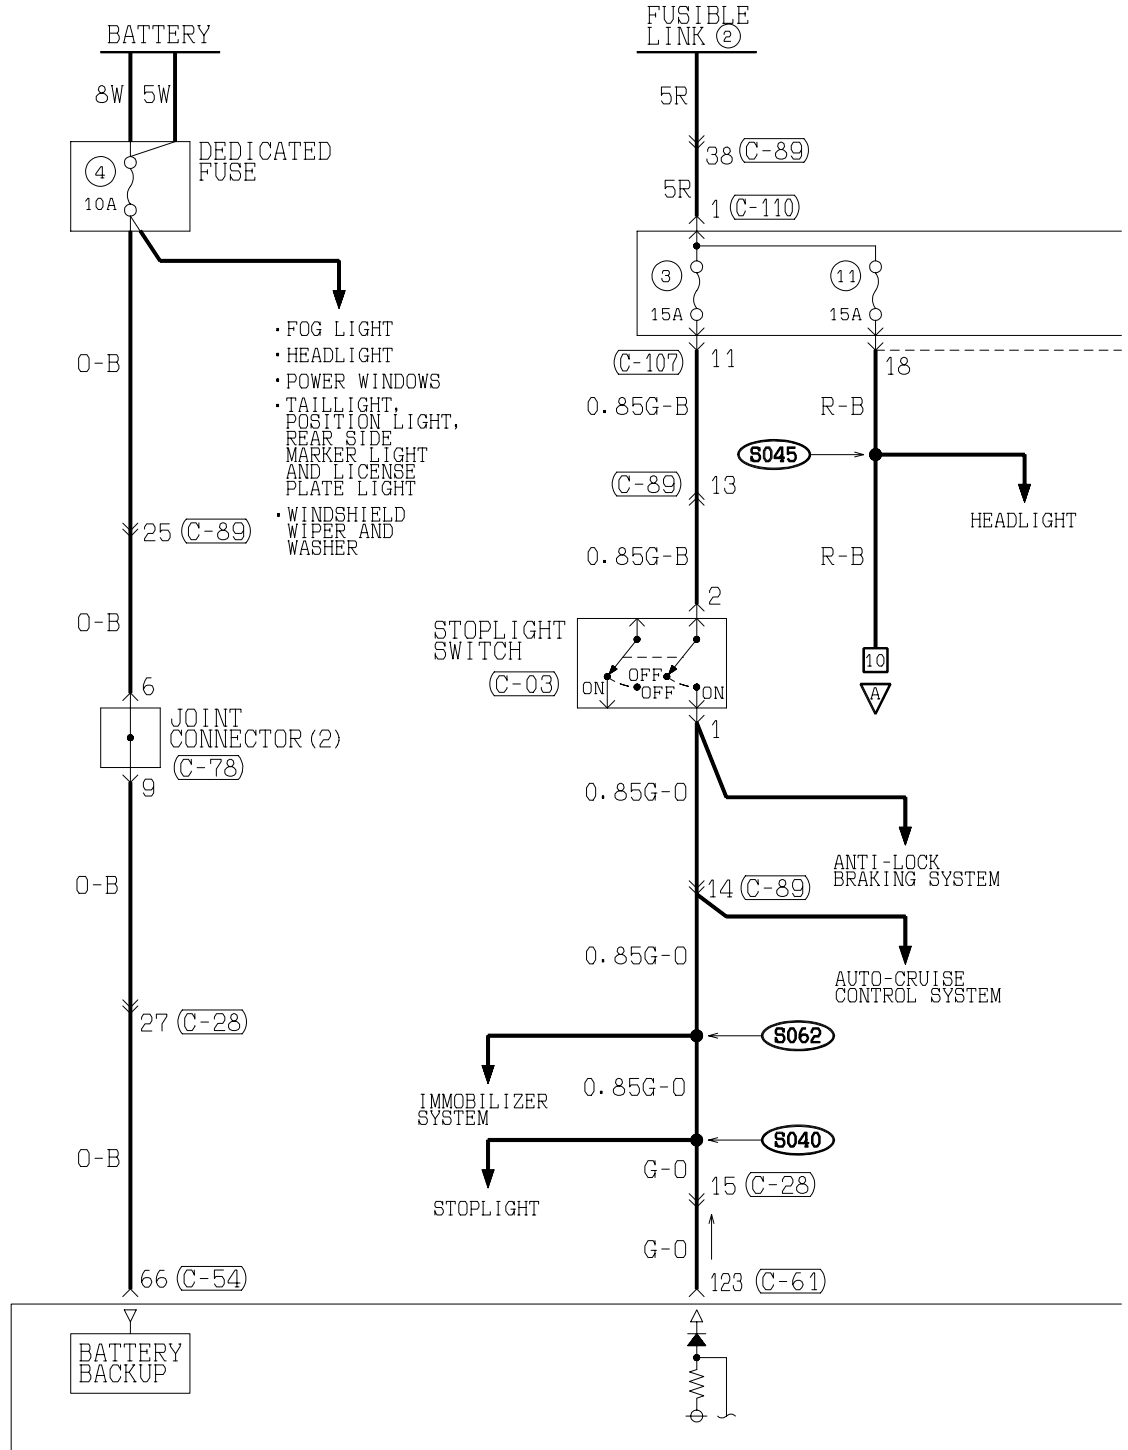 BATTERY
8W 5W
DEDICATED
FUSE
4
10A
O-B
· FOG LIGHT
· HEADLIGHT
· POWER WINDOWS
· TAILLIGHT,
POSITION LIGHT,
REAR SIDE
MARKER LIGHT
AND LICENSE
PLATE LIGHT
· WINDSHIELD
WIPER AND
WASHER
25 (C-89)
O-B
6
JOINT
CONNECTOR(2)
(C-78)
9
O-B
27 (C-28)
O-B
66 (C-54)
BATTERY
BACKUP
FUSIBLE
LINK 2
5R
38 (C-89)
5R
1 (C-110)
3
15A
11
15A
(C-107) 11
18
0.85G-B
R-B
S045
HEADLIGHT
(C-89) 13
0.85G-B
R-B
2
STOPLIGHT
SWITCH
(C-03)
ON
OFF
OFF
ON
10
A
1
0.85G-O
ANTI-LOCK
BRAKING SYSTEM
14 (C-89)
0.85G-O
AUTO-CRUISE
CONTROL SYSTEM
S062
0.85G-O
IMMOBILIZER
SYSTEM
S040
G-O
15 (C-28)
STOPLIGHT
G-O
123 (C-61)